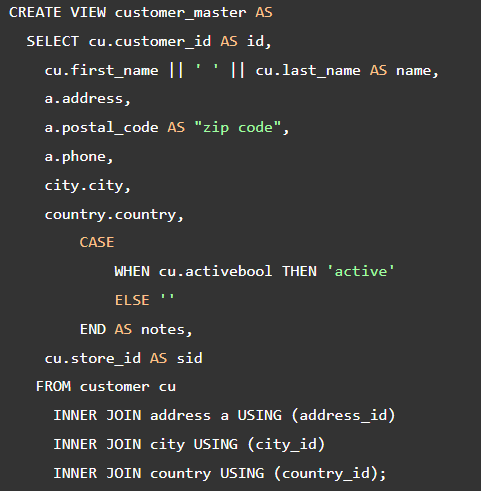 CREATE VIEW customer_master AS
SELECT cu.customer_id AS id,
cu.first_name || ' ' || cu.last_name AS name,
a.address,
a.postal_code AS "zip code",
a.phone,
city.city,
country.country,
CASE
WHEN cu.activebool THEN 'active'
ELSE ''
END AS notes,
cu.store_id AS sid
FROM customer cu
INNER JOIN address a USING (address_id)
INNER JOIN city USING (city_id)
INNER JOIN country USING (country_id);